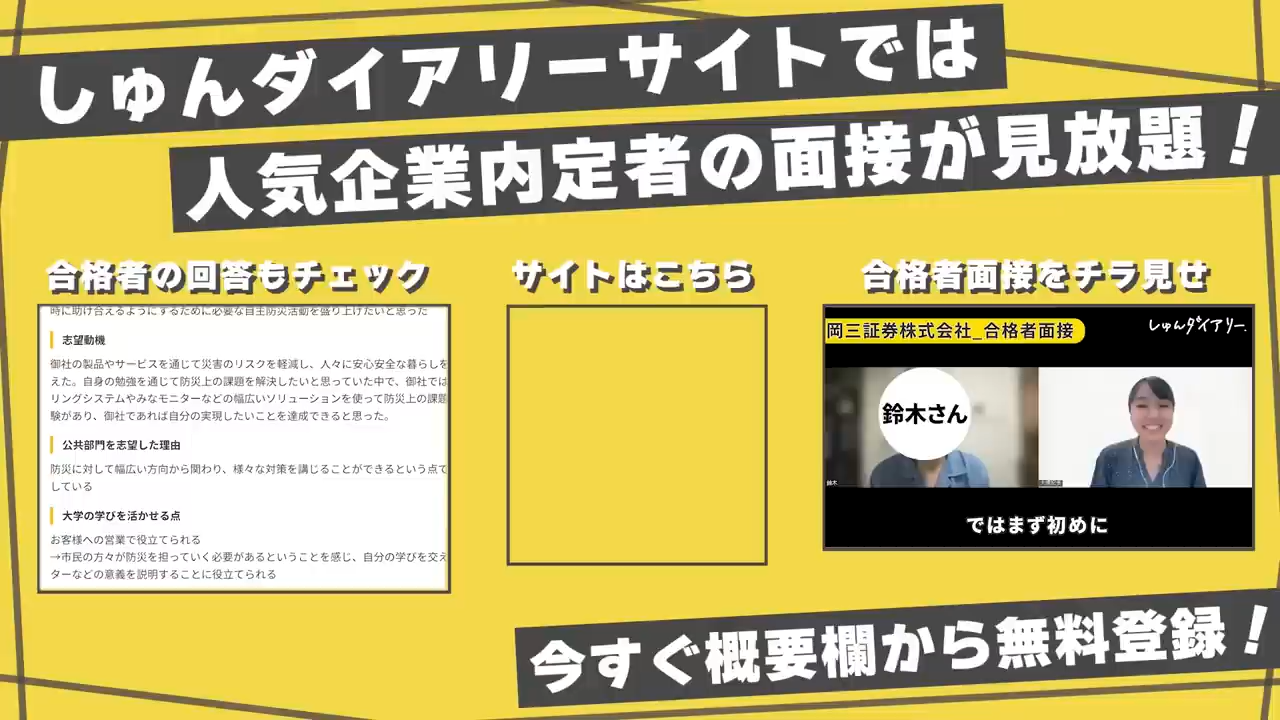 しゅんダイアリーサイトでは
人気企業内定者の面接が見放題！
合格者の回答もチェック
サイトはこちら
合格者面接をチラ見せ
時に助け合えるようにするために必要な自主防災活動を盛り上げたいと思った
志望動機
御社の製品やサービスを通じて災害のリスクを軽減し、人々に安心安全な暮らしを
えた。自身の勉強を通じて防災上の課題を解決したいと思っていた中で、御社では
リングシステムやみなモニターなどの幅広いソリューションを使って防災上の課題
験があり、御社であれば自分の実現したいことを達成できると思った。
公共部門を志望した理由
防災に対して幅広い方向から関わり、様々な対策を講じることができるという点で
している
大学の学びを活かせる点
お客様への営業で役立てられる
→市民の方々が防災を担っていく必要があるということを感じ、自分の学びを交え
ターなどの意義を説明することに役立てられる
岡三証券株式会社_合格者面接
しゅんダイアリー
鈴木さん
鈴木
ではまず初めに
今すぐ概要欄から無料登録！